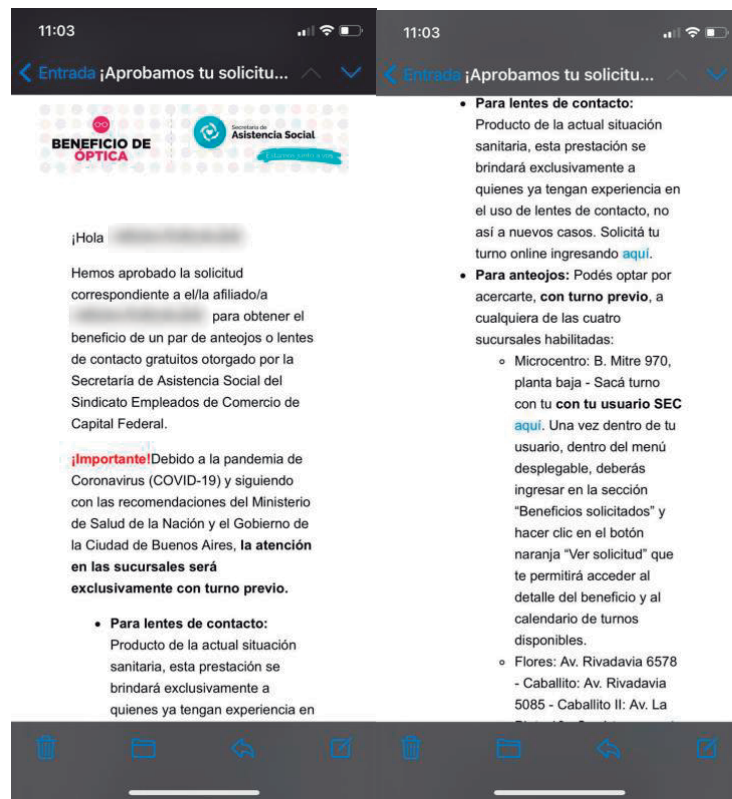 11:03
Entrada ¡Aprobamos tu solicitu...
BENEFICIO DE
ÓPTICA
Secretaría de
Asistencia Social
¡Hola
Hemos aprobado la solicitud
correspondiente a el/la afiliado/a
para obtener el
beneficio de un par de anteojos o lentes
de contacto gratuitos otorgado por la
Secretaría de Asistencia Social del
Sindicato Empleados de Comercio de
Capital Federal.
¡Importante!Debido a la pandemia de
Coronavirus (COVID-19) y siguiendo
con las recomendaciones del Ministerio
de Salud de la Nación y el Gobierno de
la Ciudad de Buenos Aires, la atención
en las sucursales será
exclusivamente con turno previo.
• Para lentes de contacto:
Producto de la actual situación
sanitaria, esta prestación se
brindará exclusivamente a
quienes ya tengan experiencia en
11:03
Entrada ¡Aprobamos tu solicitu...
• Para lentes de contacto:
Producto de la actual situación
sanitaria, esta prestación se
brindará exclusivamente a
quienes ya tengan experiencia en
el uso de lentes de contacto, no
así a nuevos casos. Solicitá tu
turno online ingresando aquí.
• Para anteojos: Podés optar por
acercarte, con turno previo, a
cualquiera de las cuatro
sucursales habilitadas:
◦ Microcentro: B. Mitre 970,
planta baja - Sacá turno
con tu con tu usuario SEC
aquí. Una vez dentro de tu
usuario, dentro del menú
desplegable, deberás
ingresar en la sección
“Beneficios solicitados” y
hacer clic en el botón
naranja “Ver solicitud” que
te permitirá acceder al
detalle del beneficio y al
calendario de turnos
disponibles.
◦ Flores: Av. Rivadavia 6578
- Caballito: Av. Rivadavia
5085 - Caballito II: Av. La